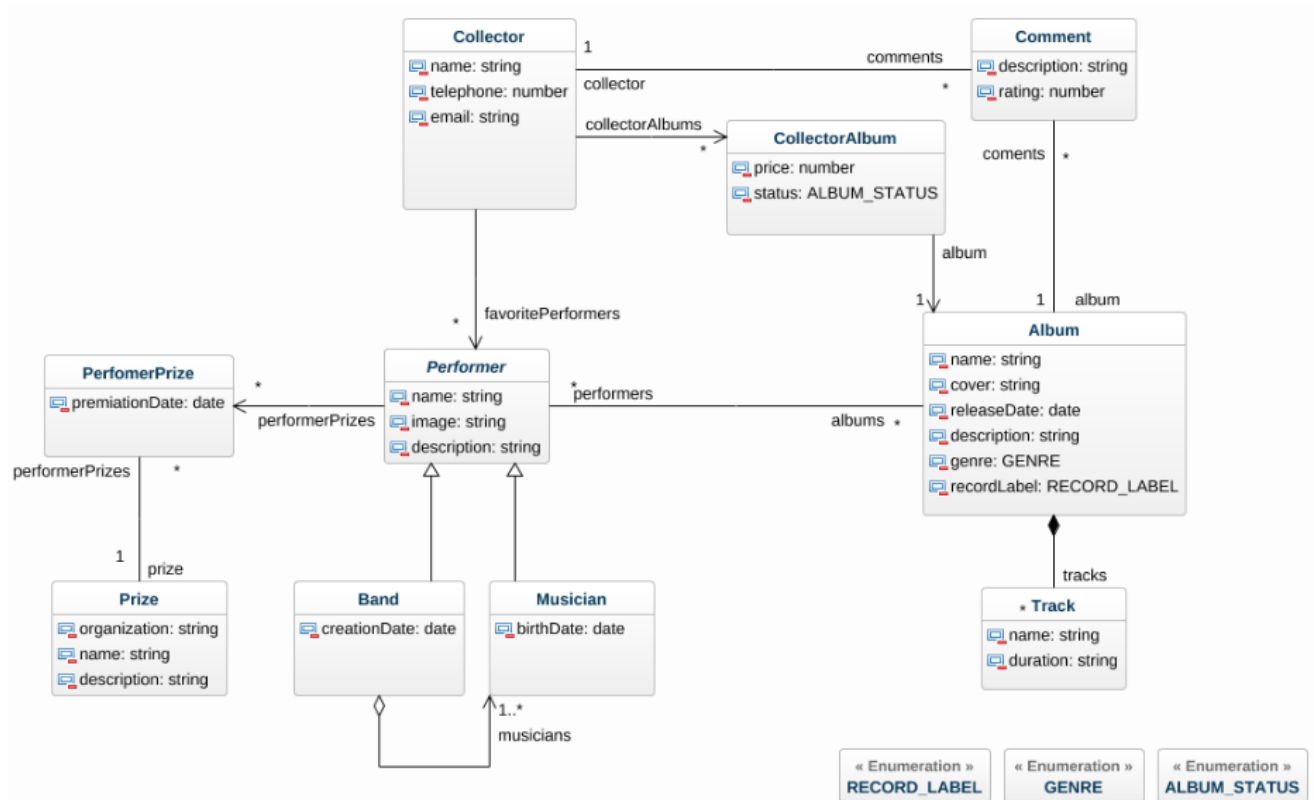 Collector
name: string
telephone: number
email: string
1
collector
comments
*
Comment
description: string
rating: number
collectorAlbums
*
CollectorAlbum
price: number
status: ALBUM_STATUS
coments *
album
1
1 album
favoritePerformers
*
Album
name: string
cover: string
releaseDate: date
description: string
genre: GENRE
recordLabel: RECORD_LABEL
PerfomerPrize
premiationDate: date
*
performerPrizes
Performer
name: string
image: string
description: string
*
performers
albums *
performerPrizes *
1
prize
Prize
organization: string
name: string
description: string
Band
creationDate: date
Musician
birthDate: date
1..*
musicians
tracks
* Track
name: string
duration: string
« Enumeration »
RECORD_LABEL
« Enumeration »
GENRE
« Enumeration »
ALBUM_STATUS